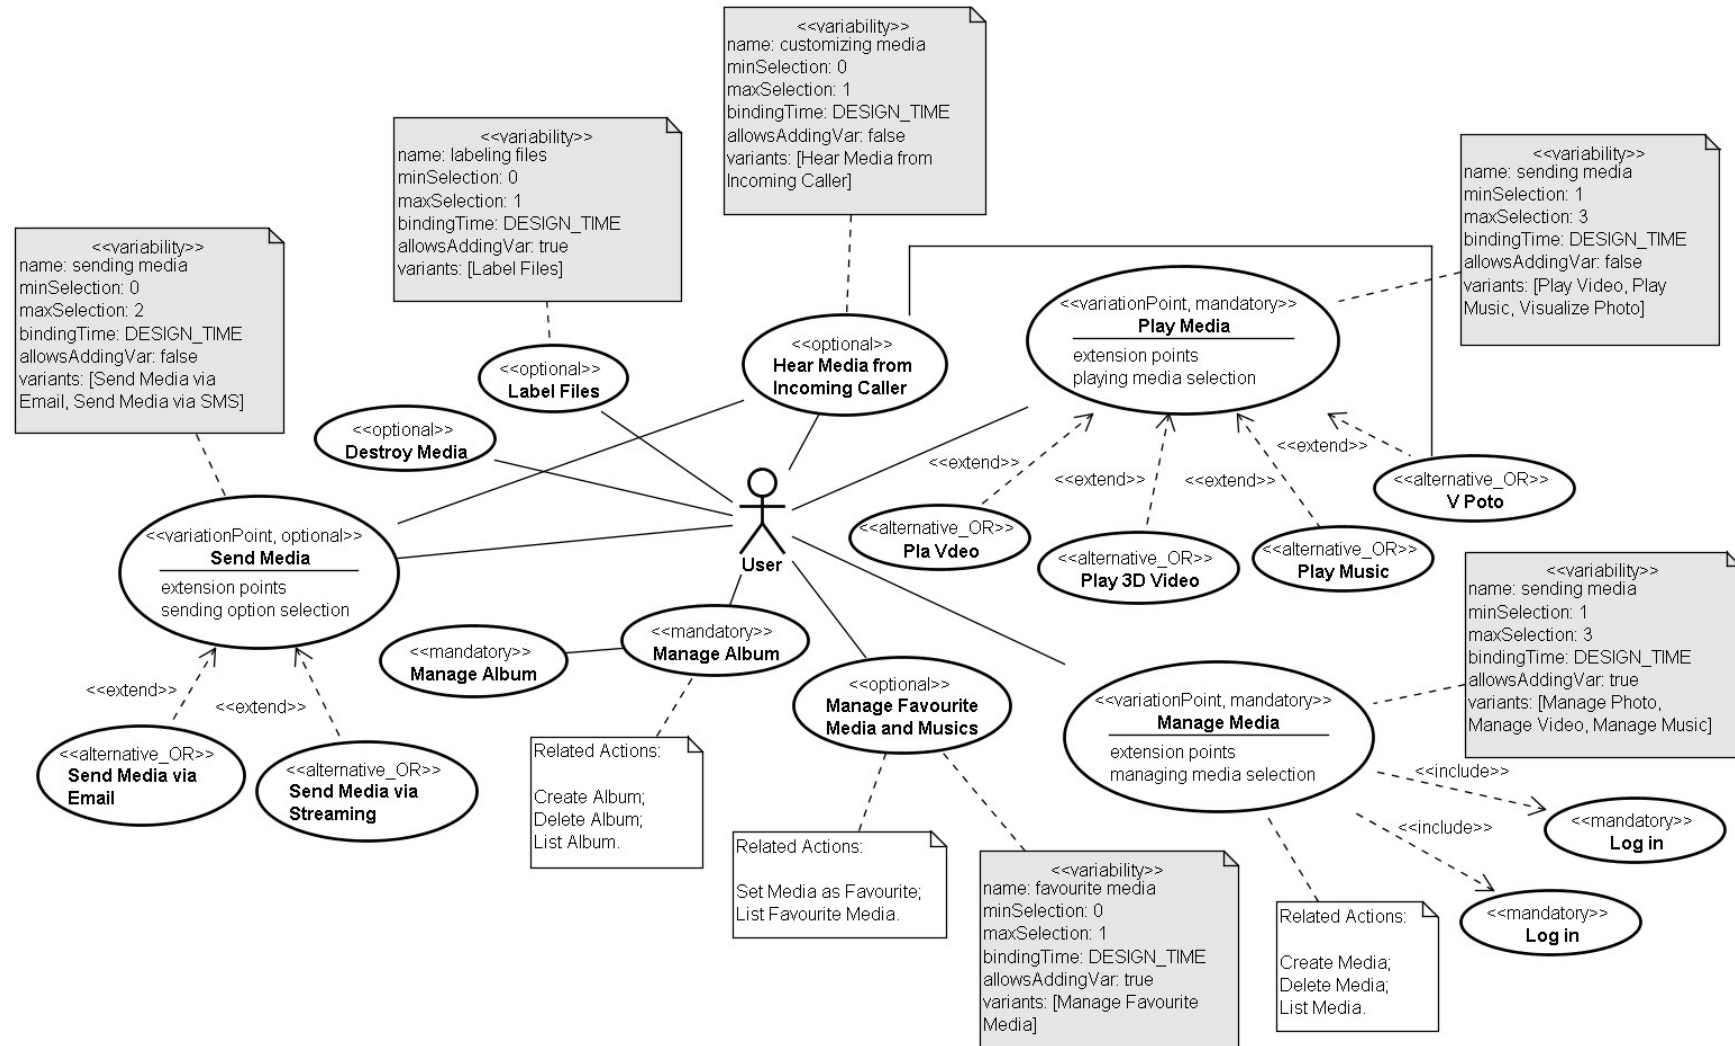 <<variability>>
name: customizing media
minSelection: 0
maxSelection: 1
bindingTime: DESIGN_TIME
allowsAddingVar: false
variants: [Hear Media from
Incoming Caller]
<<variability>>
name: labeling files
minSelection: 0
maxSelection: 1
bindingTime: DESIGN_TIME
allowsAddingVar: true
variants: [Label Files]
<<variability>>
name: sending media
minSelection: 1
maxSelection: 3
bindingTime: DESIGN_TIME
allowsAddingVar: false
variants: [Play Video, Play
Music, Visualize Photo]
<<variability>>
name: sending media
minSelection: 0
maxSelection: 2
bindingTime: DESIGN_TIME
allowsAddingVar: false
variants: [Send Media via
Email, Send Media via SMS]
<<optional>>
Label Files
<<optional>>
Hear Media from
Incoming Caller
<<variationPoint, mandatory>>
Play Media
extension points
playing media selection
<<optional>>
Destroy Media
<<extend>>
<<extend>>
<<extend>>
<<extend>>
<<alternative_OR>>
V Poto
<<alternative_OR>>
Pla Vdeo
<<alternative_OR>>
Play 3D Video
<<alternative_OR>>
Play Music
<<variationPoint, optional>>
Send Media
extension points
sending option selection
User
<<variability>>
name: sending media
minSelection: 1
maxSelection: 3
bindingTime: DESIGN_TIME
allowsAddingVar: true
variants: [Manage Photo,
Manage Video, Manage Music]
<<mandatory>>
Manage Album
<<mandatory>>
Manage Album
<<optional>>
Manage Favourite
Media and Musics
<<variationPoint, mandatory>>
Manage Media
extension points
managing media selection
<<extend>>
<<extend>>
<<alternative_OR>>
Send Media via
Email
<<alternative_OR>>
Send Media via
Streaming
Related Actions:
Create Album;
Delete Album;
List Album.
<<include>>
<<include>>
<<mandatory>>
Log in
<<mandatory>>
Log in
Related Actions:
Set Media as Favourite;
List Favourite Media.
<<variability>>
name: favourite media
minSelection: 0
maxSelection: 1
bindingTime: DESIGN_TIME
allowsAddingVar: true
variants: [Manage Favourite
Media]
Related Actions:
Create Media;
Delete Media;
List Media.